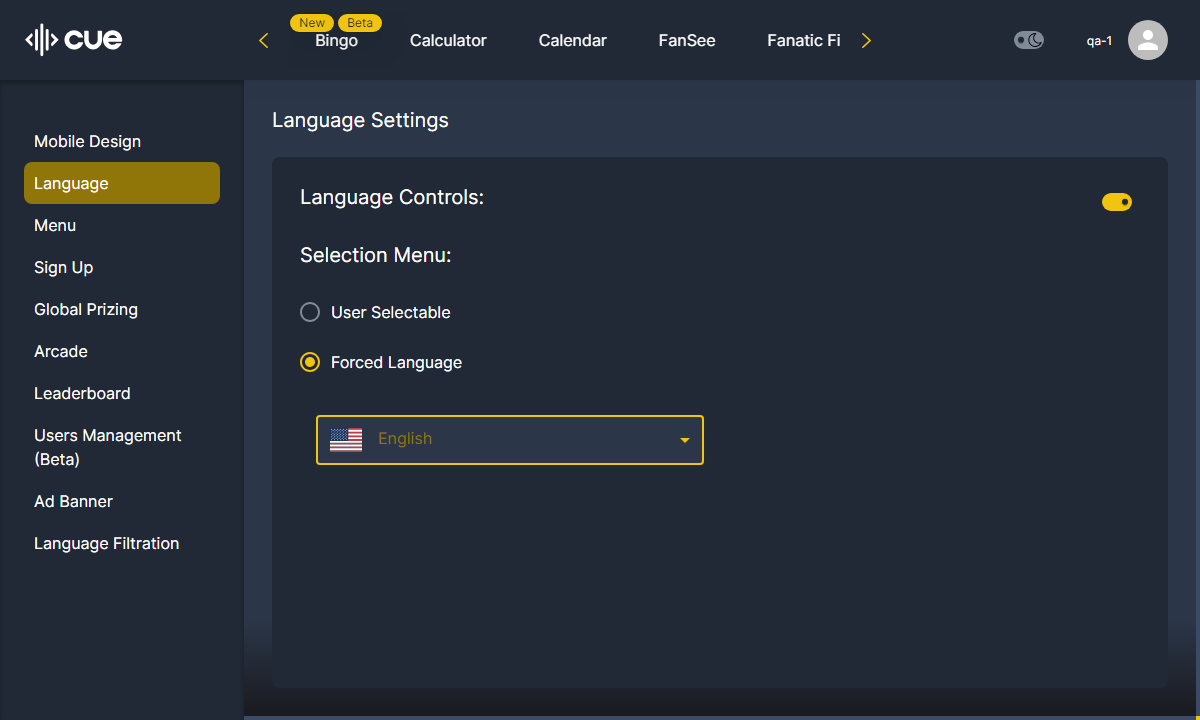 cue
New Beta
Bingo Calculator Calendar FanSee Fanatic Fi
qa-1
Mobile Design
Language
Menu
Sign Up
Global Prizing
Arcade
Leaderboard
Users Management
(Beta)
Ad Banner
Language Filtration
Language Settings
Language Controls:
Selection Menu:
User Selectable
Forced Language
English